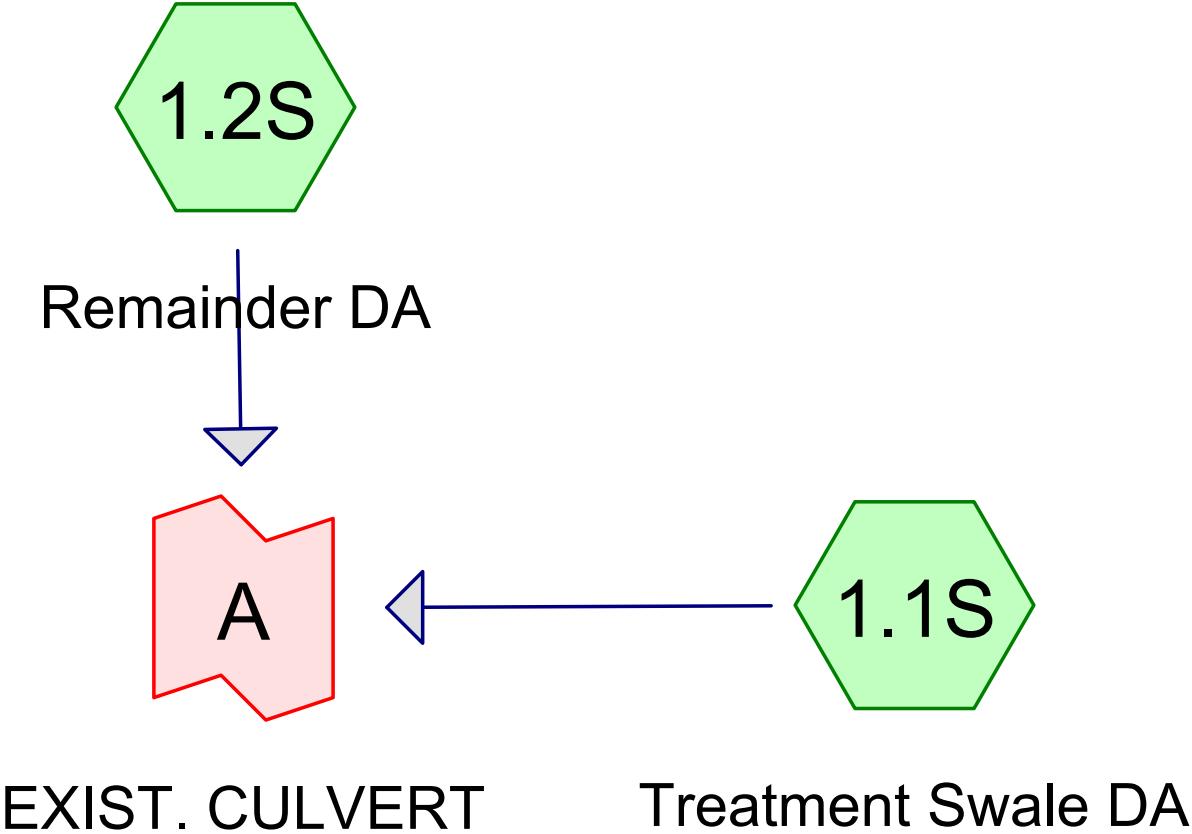 1.2S
Remainder DA
A
1.1S
EXIST. CULVERT
Treatment Swale DA